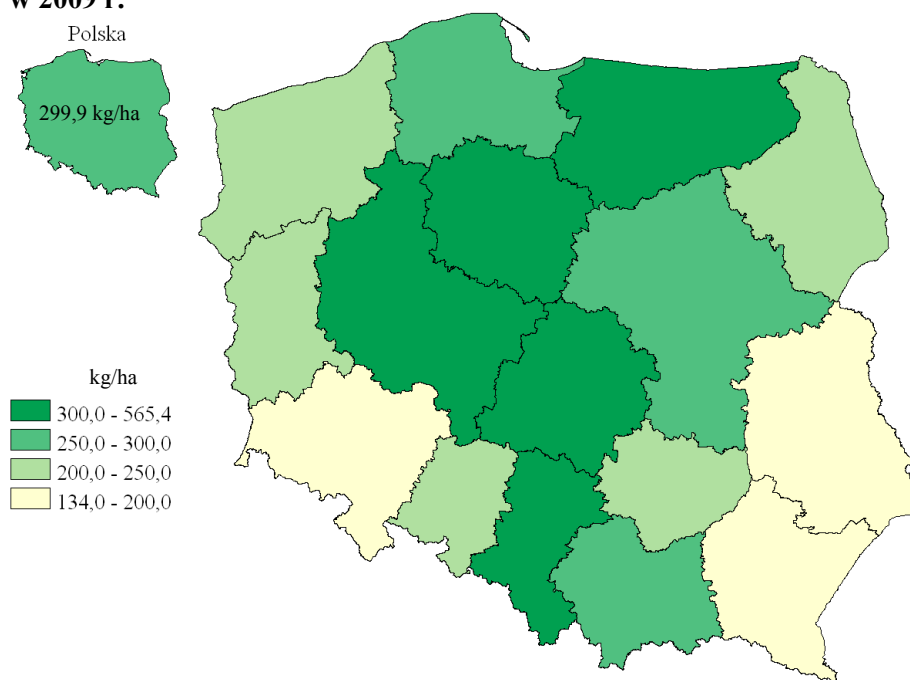 w 2009 r.
Polska
299,9 kg/ha
kg/ha
300,0 - 565,4
250,0 - 300,0
200,0 - 250,0
134,0 - 200,0